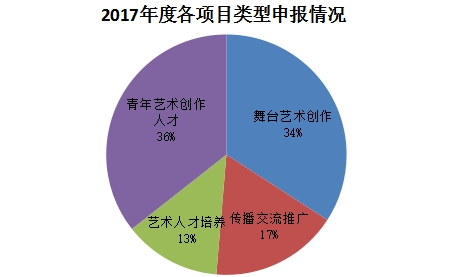 2017年度各项目类型申报情况
青年艺术创作
人才
36%
舞台艺术创作
34%
艺术人才培养
13%
传播交流推广
17%